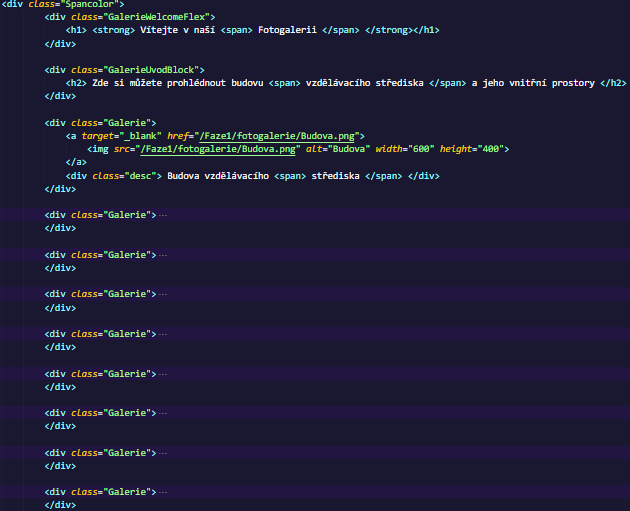 <div class="Spancolor">
<div class="GalerieWelcomeFlex">
<h1> <strong> Vítejte v naší <span> Fotogalerii </span> </strong></h1>
</div>
<div class="GalerieUvodBlock">
<h2> Zde si můžete prohlédnout budovu <span> vzdělávacího střediska </span> a jeho vnitřní prostory </h2>
</div>
<div class="Galerie">
<a target="_blank" href="/Faze1/fotogalerie/Budova.png">
<img src="/Faze1/fotogalerie/Budova.png" alt="Budova" width="600" height="400">
</a>
<div class="desc"> Budova vzdělávacího <span> střediska </span> </div>
</div>
<div class="Galerie">···
</div>
<div class="Galerie">···
</div>
<div class="Galerie">···
</div>
<div class="Galerie">···
</div>
<div class="Galerie">···
</div>
<div class="Galerie">···
</div>
<div class="Galerie">···
</div>
<div class="Galerie">···
</div>